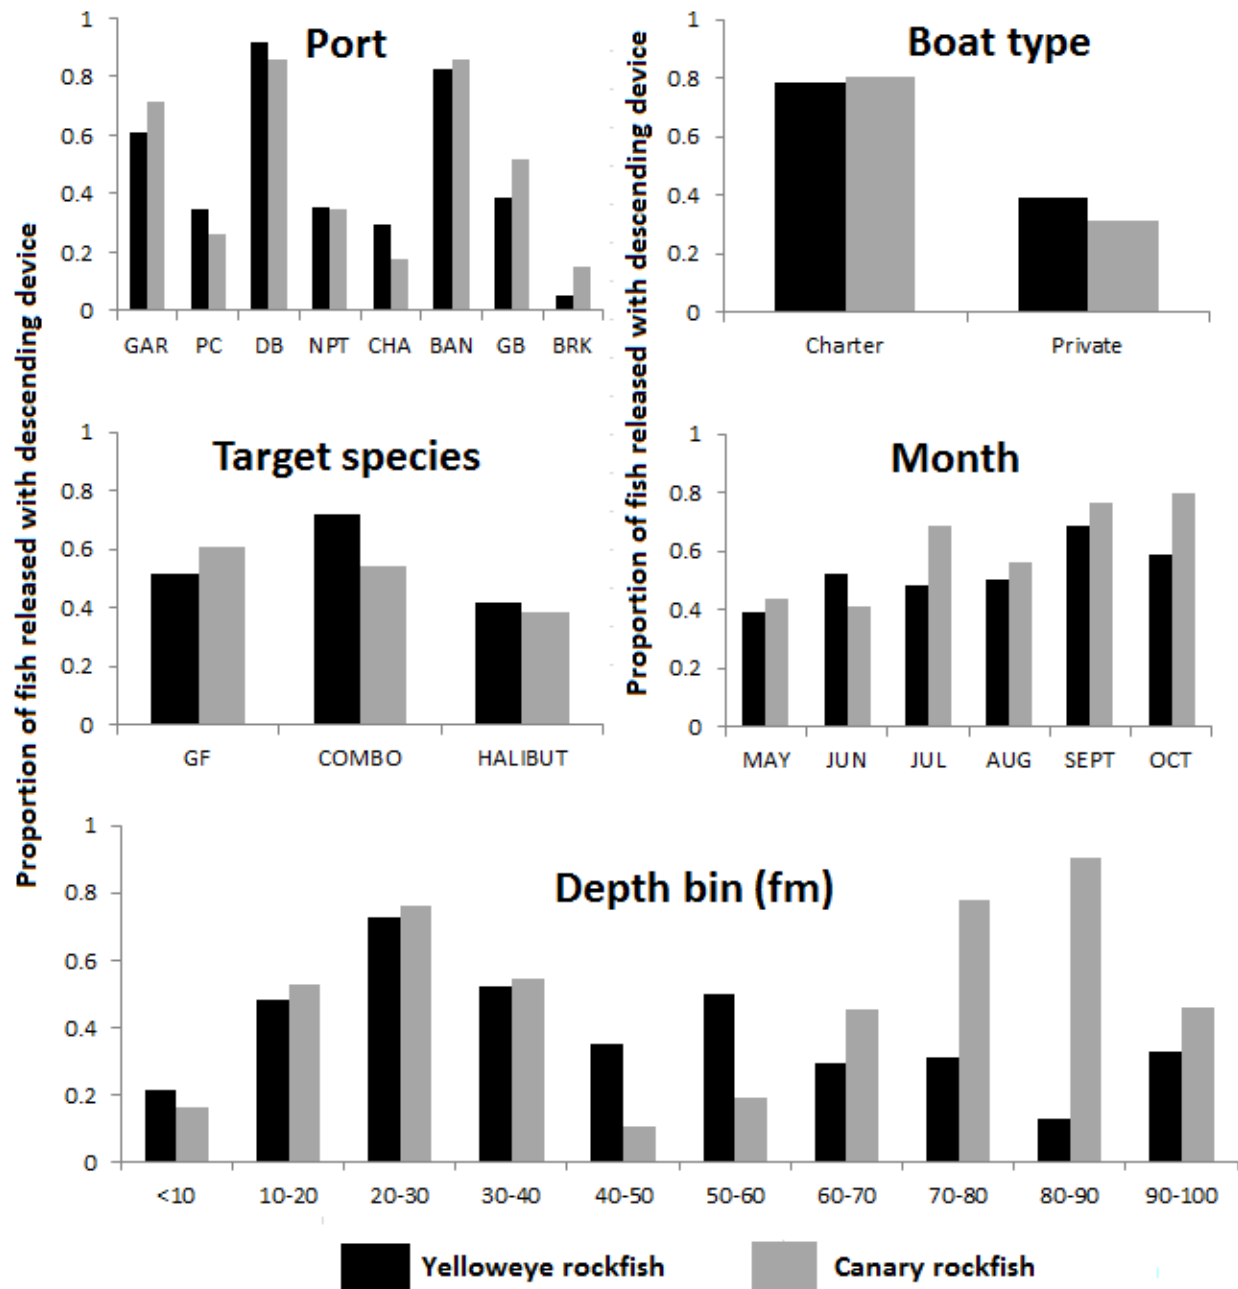 Proportion of fish released with descending device
Port
1
0.8
0.6
0.4
0.2
0
GAR PC DB NPT CHA BAN GB BRK
Proportion of fish released with descending device
Boat type
1
0.8
0.6
0.4
0.2
0
Charter Private
Target species
1
0.8
0.6
0.4
0.2
0
GF COMBO HALIBUT
Month
1
0.8
0.6
0.4
0.2
0
MAY JUN JUL AUG SEPT OCT
Depth bin (fm)
1
0.8
0.6
0.4
0.2
0
<10 10-20 20-30 30-40 40-50 50-60 60-70 70-80 80-90 90-100
Yelloweye rockfish Canary rockfish